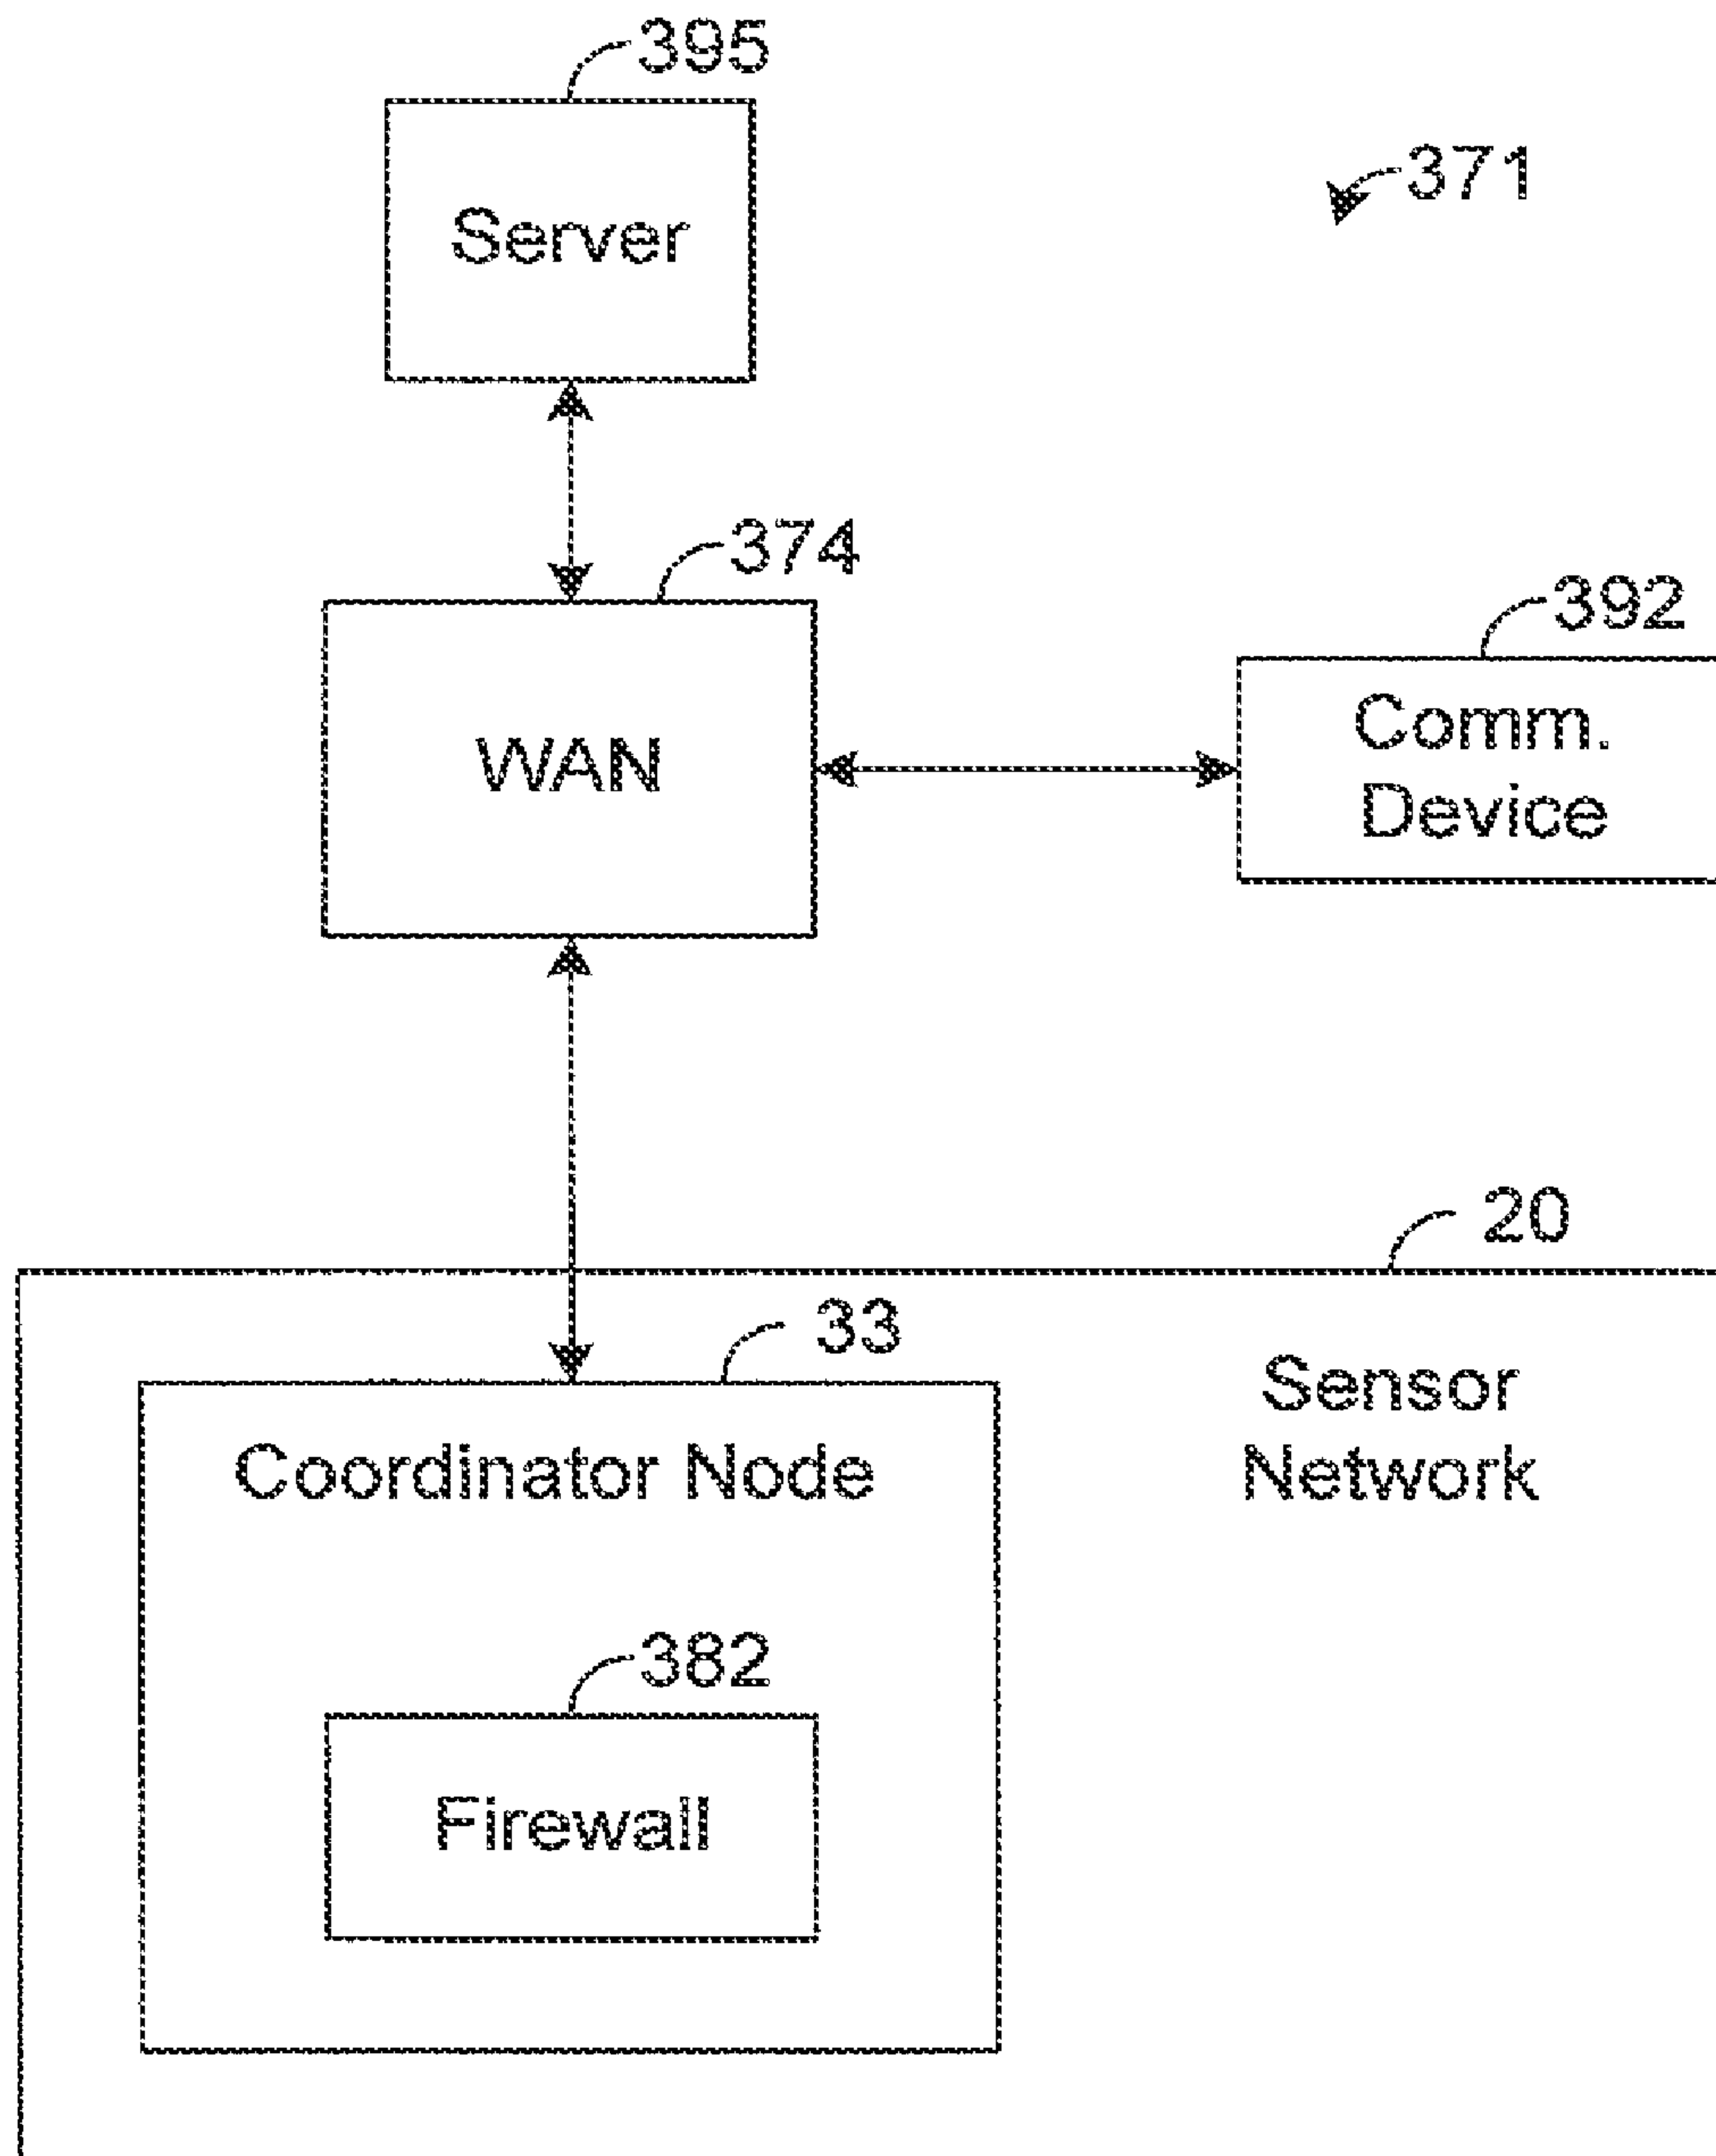 395
Server
371
374
WAN
392
Comm.
Device
20
33
Sensor
Network
Coordinator Node
382
Firewall